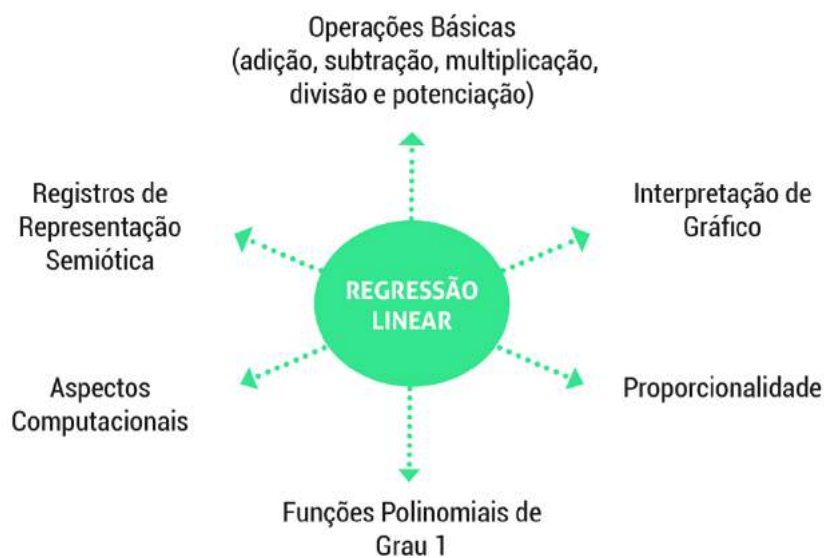 Operações Básicas
(adição, subtração, multiplicação,
divisão e potenciação)
Registros de
Representação
Semiótica
Interpretação de
Gráfico
REGRESSÃO
LINEAR
Aspectos
Computacionais
Proporcionalidade
Funções Polinomiais de
Grau 1